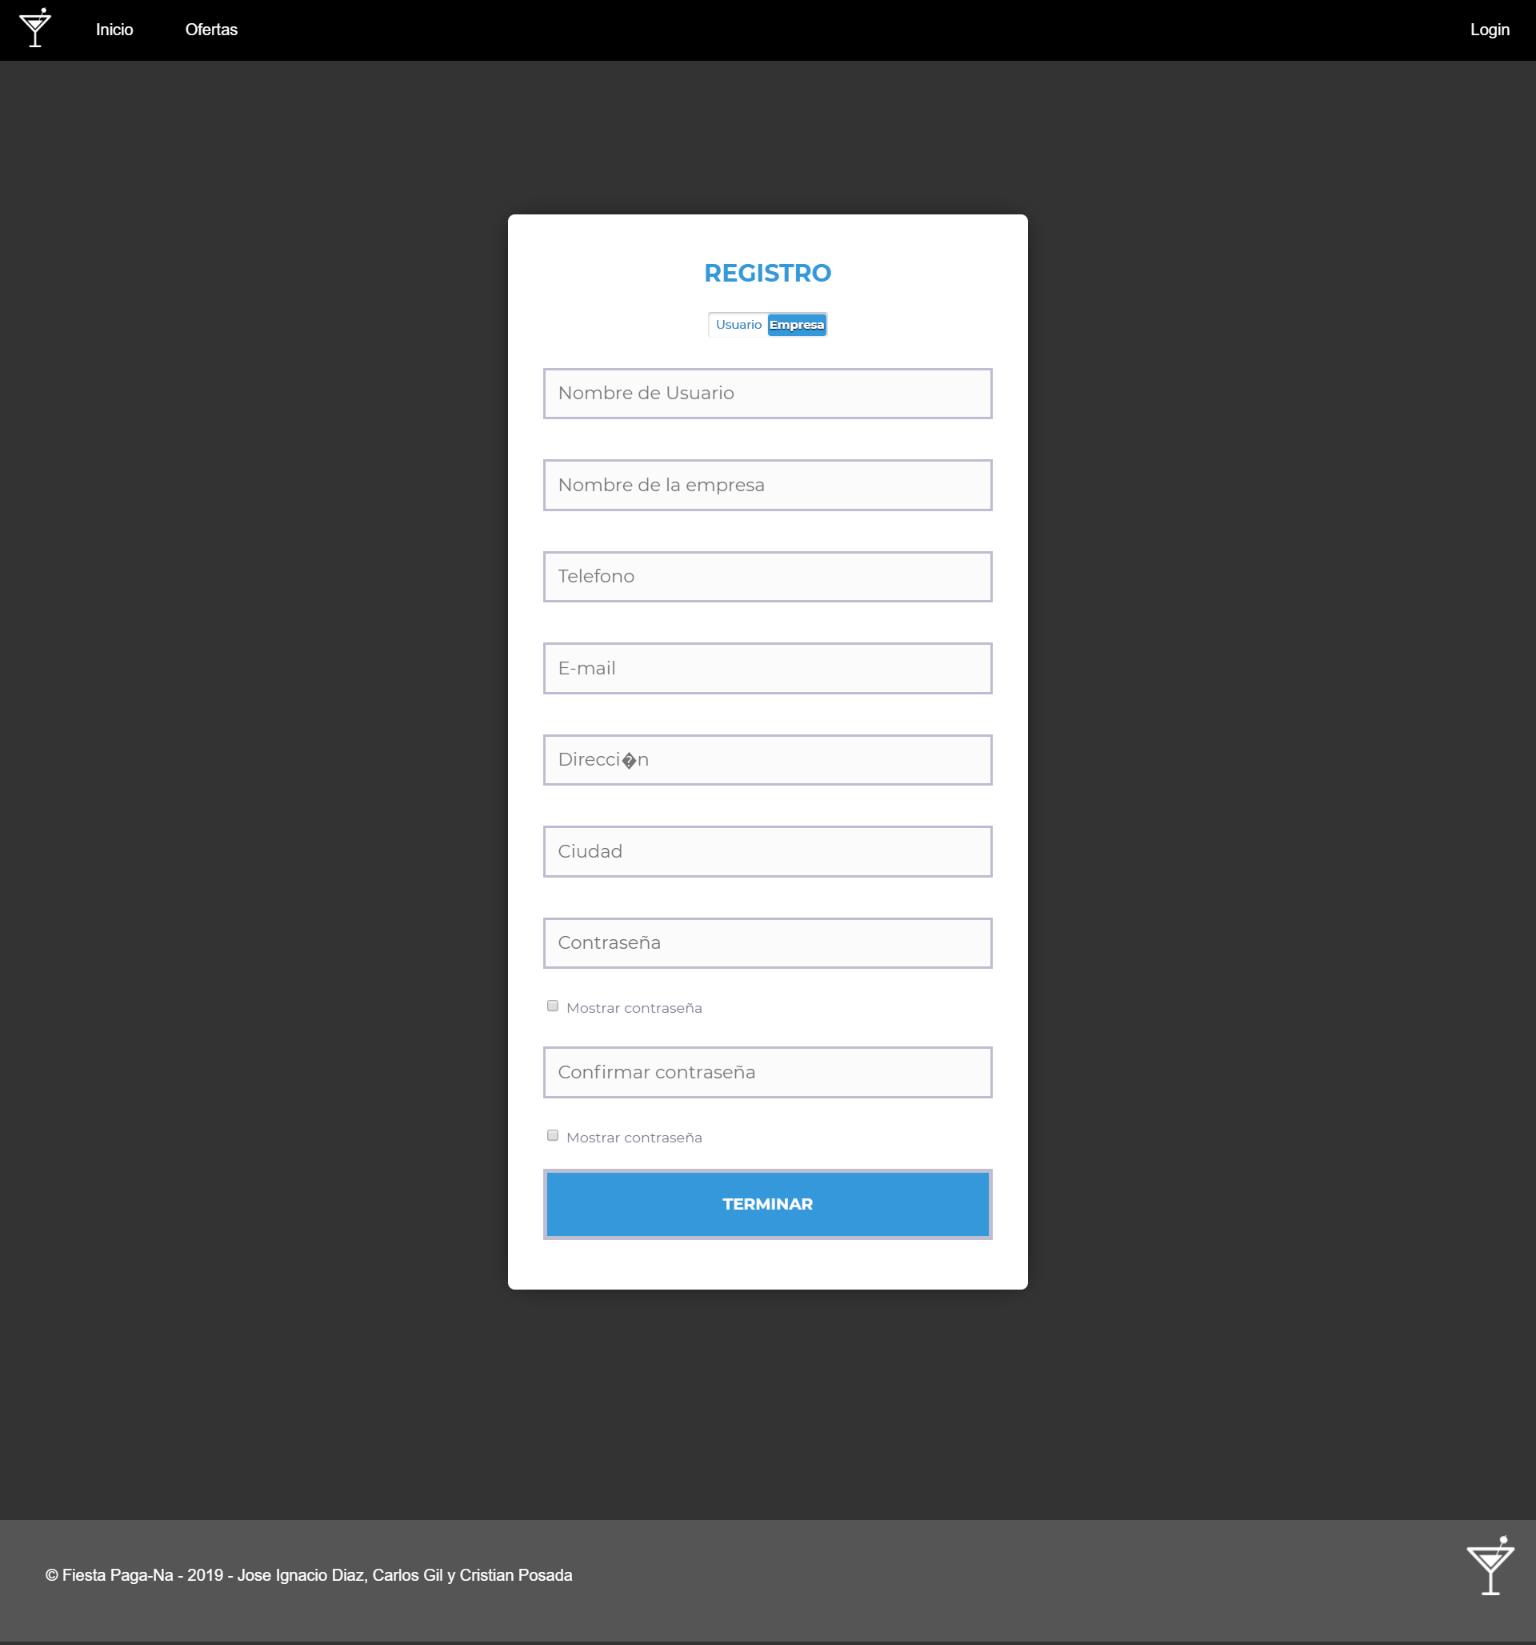 Inicio
Ofertas
Login
REGISTRO
Usuario Empresa
Nombre de Usuario
Nombre de la empresa
Telefono
E-mail
Direcci�n
Ciudad
Contraseña
Mostrar contraseña
Confirmar contraseña
Mostrar contraseña
TERMINAR
© Fiesta Paga-Na - 2019 - Jose Ignacio Diaz, Carlos Gil y Cristian Posada